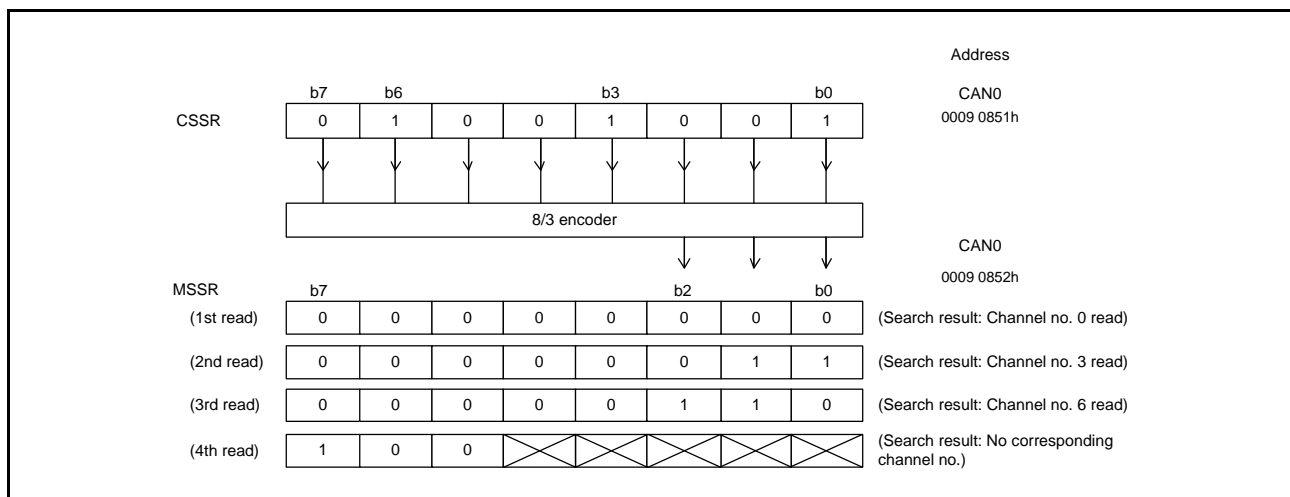 Address
b7 b6 b3 b0 CAN0
CSSR 0 1 0 0 1 0 0 1 0009 0851h
8/3 encoder
CAN0
0009 0852h
MSSR b7 b2 b0
(1st read) 0 0 0 0 0 0 0 0 (Search result: Channel no. 0 read)
(2nd read) 0 0 0 0 0 0 1 1 (Search result: Channel no. 3 read)
(3rd read) 0 0 0 0 0 1 1 0 (Search result: Channel no. 6 read)
(4th read) 1 0 0 (Search result: No corresponding
channel no.)